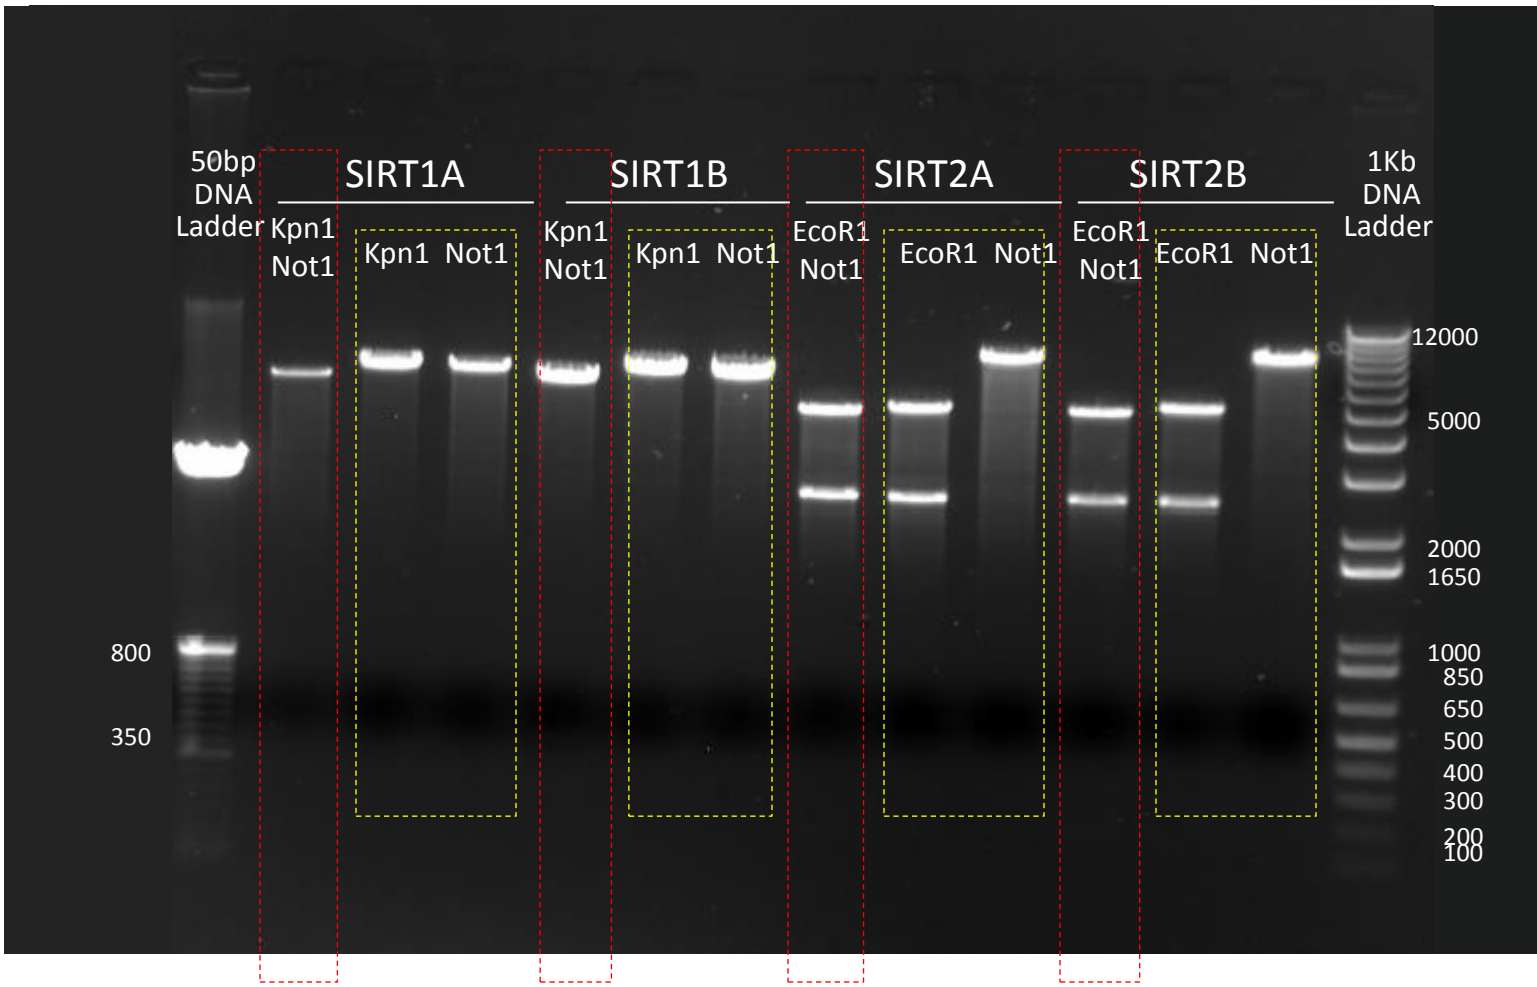 50bp
DNA
Ladder
SIRT1A
SIRT1B
SIRT2A
SIRT2B
1Kb
DNA
Ladder
Kpn1
Not1
Kpn1 Not1
Kpn1
Not1
Kpn1 Not1
EcoR1
Not1
EcoR1 Not1
EcoR1
Not1
EcoR1 Not1
12000
5000
2000
1650
1000
850
650
500
400
300
200
100
800
350